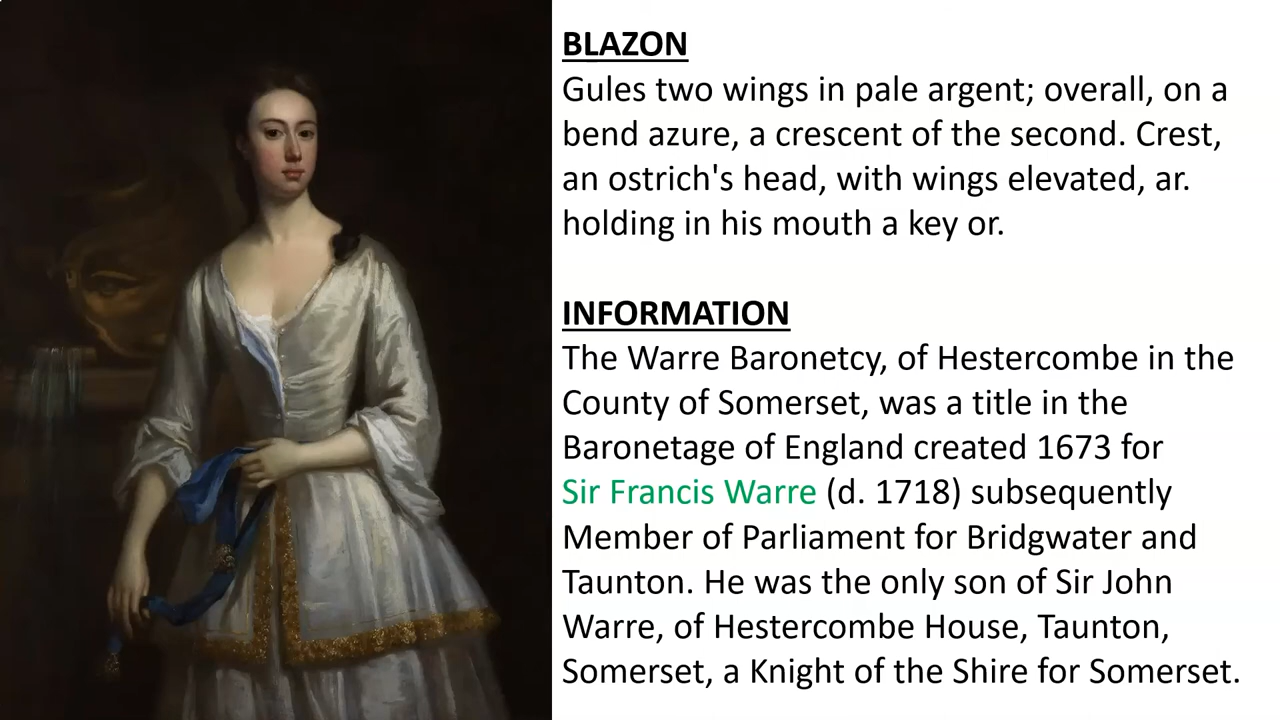 BLAZON
Gules two wings in pale argent; overall, on a
bend azure, a crescent of the second. Crest,
an ostrich's head, with wings elevated, ar.
holding in his mouth a key or.
INFORMATION
The Warre Baronetcy, of Hestercombe in the
County of Somerset, was a title in the
Baronetage of England created 1673 for
Sir Francis Warre (d. 1718) subsequently
Member of Parliament for Bridgwater and
Taunton. He was the only son of Sir John
Warre, of Hestercombe House, Taunton,
Somerset, a Knight of the Shire for Somerset.